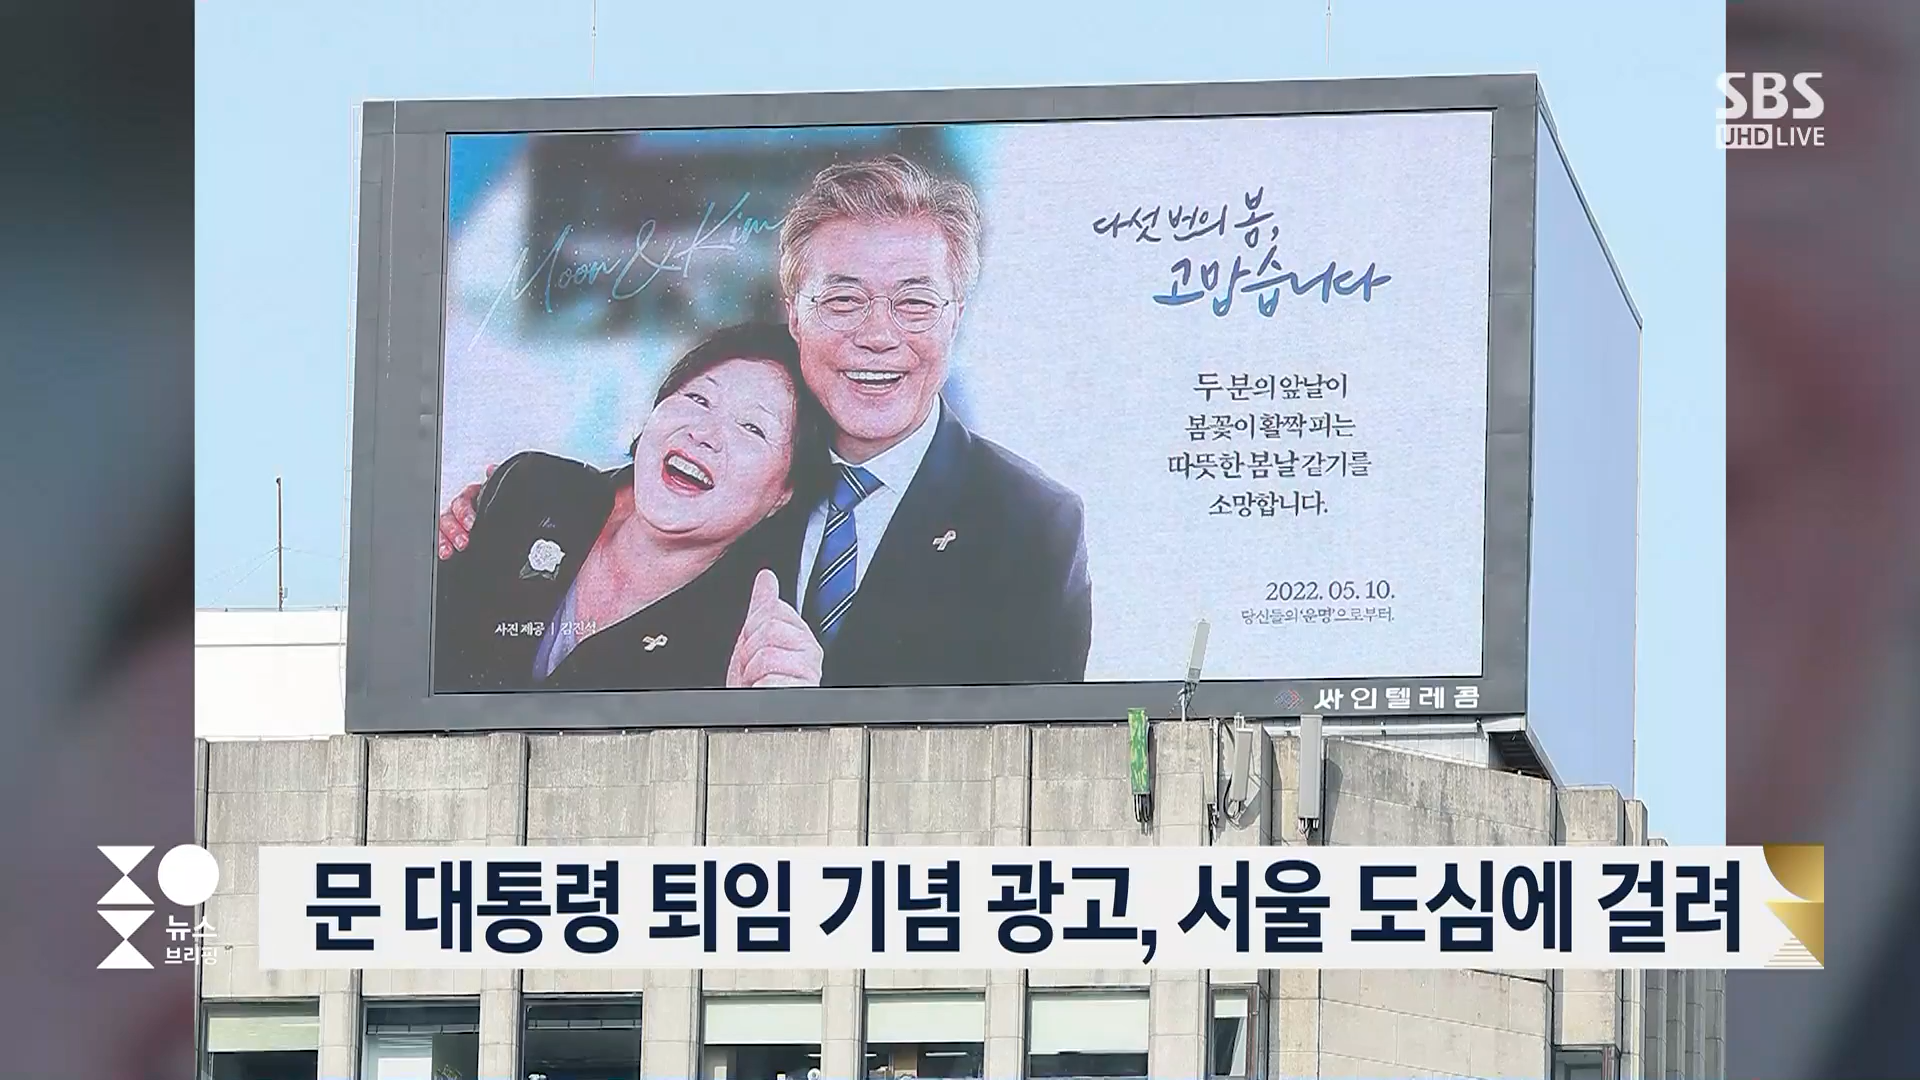 SBS
UHD LIVE
Moon & Kim
다섯 번의 봄,
고맙습니다
두 분의 앞날이
봄꽃이 활짝 피는
따뜻한 봄날 같기를
소망합니다.
2022. 05. 10.
당신들의 '운명'으로부터.
사진 제공 | 김진석
싸인텔레콤
뉴스
브리핑
문 대통령 퇴임 기념 광고, 서울 도심에 걸려